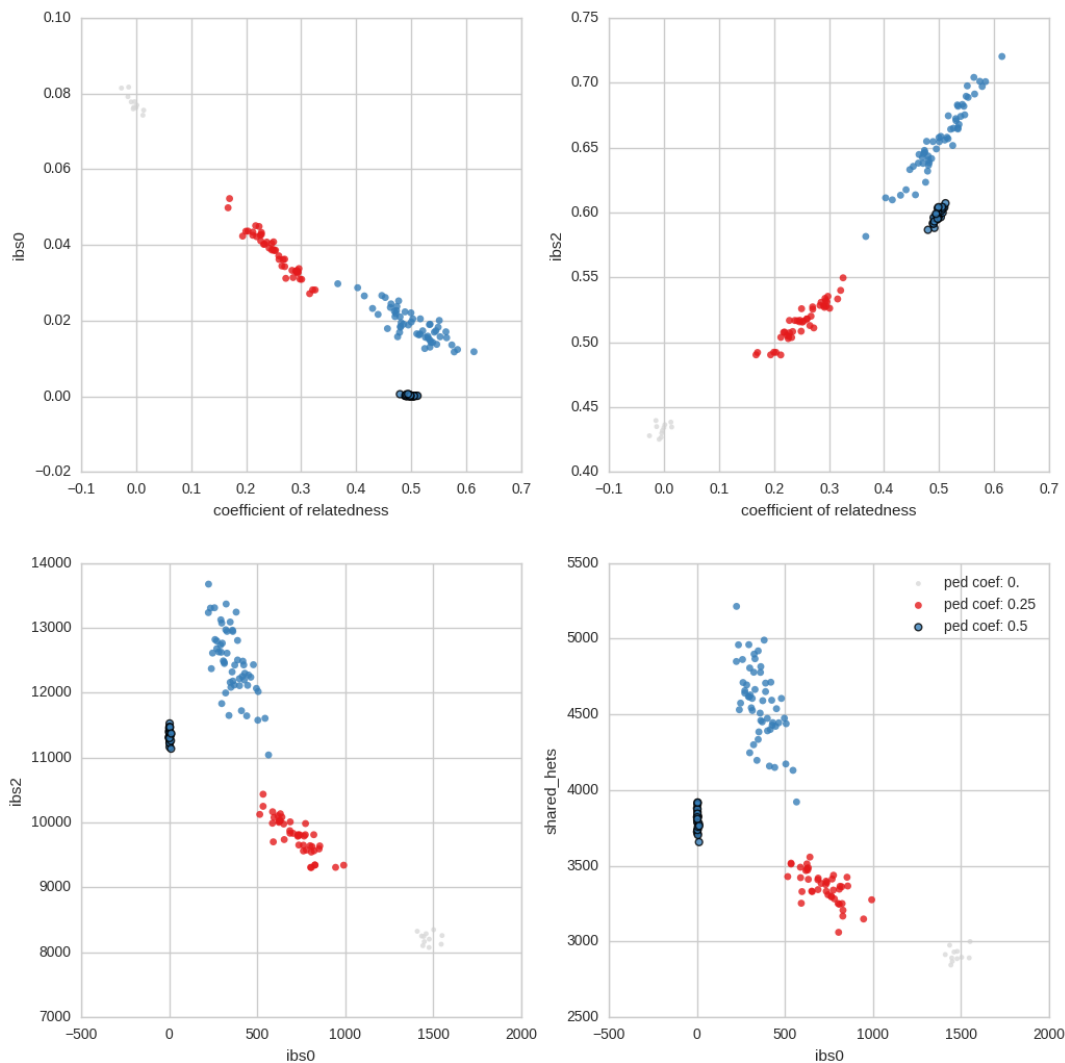 0.10
0.08
0.06
0.04
0.02
0.00
−0.02
ibs0
−0.1 0.0 0.1 0.2 0.3 0.4 0.5 0.6 0.7
coefficient of relatedness
0.75
0.70
0.65
0.60
0.55
0.50
0.45
0.40
ibs2
−0.1 0.0 0.1 0.2 0.3 0.4 0.5 0.6 0.7
coefficient of relatedness
14000
13000
12000
11000
10000
9000
8000
7000
ibs2
−500 0 500 1000 1500 2000
ibs0
5500
5000
4500
4000
3500
3000
2500
shared_hets
ped coef: 0.
ped coef: 0.25
ped coef: 0.5
−500 0 500 1000 1500 2000
ibs0